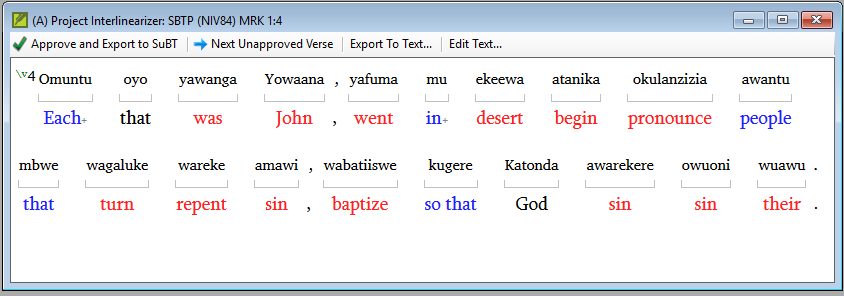 (A) Project Interlinearizer: SBTP (NIV84) MRK 1:4
Approve and Export to SuBT Next Unapproved Verse Export To Text... Edit Text...
\v4 Omuntu oyo yawanga Yowaana , yafuma mu ekeewa atanika okulanzizia awantu
Each+ that was John , went in+ desert begin pronounce people
mbwe wagaluke wareke amawi , wabatiiswe kugere Katonda awarekere owuoni wuawu .
that turn repent sin , baptize so that God sin sin their .